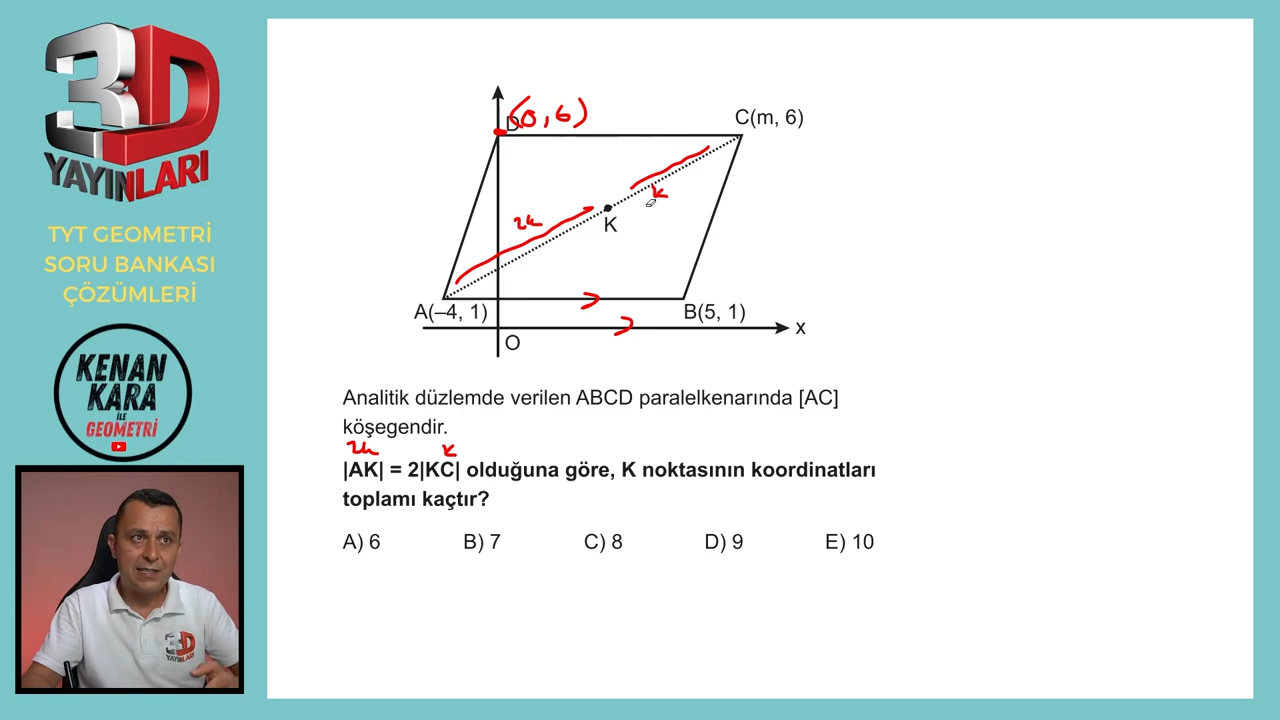 3D
YAYINLARI
TYT GEOMETRİ
SORU BANKASI
ÇÖZÜMLERİ
KENAN
KARA
İLE
GEOMETRİ
3D
YAYINLARI
D
(0,6)
C(m, 6)
k
2k
K
A(–4, 1)
B(5, 1)
x
O
Analitik düzlemde verilen ABCD paralelkenarında [AC]
köşegendir.
2k k
|AK| = 2|KC| olduğuna göre, K noktasının koordinatları
toplamı kaçtır?
A) 6 B) 7 C) 8 D) 9 E) 10